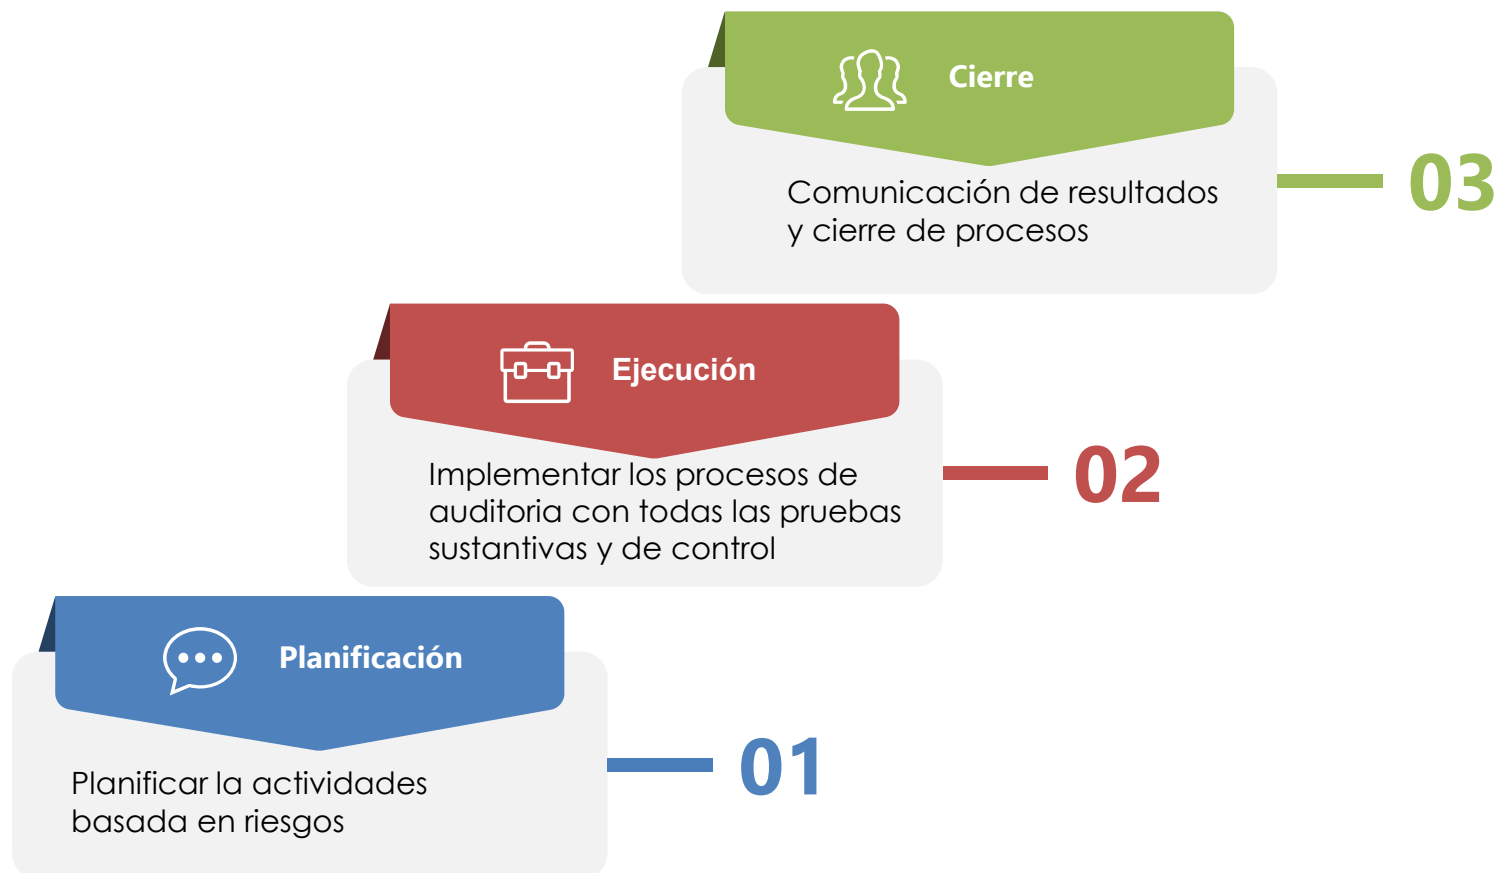 Cierre
Comunicación de resultados
y cierre de procesos
03
Ejecución
Implementar los procesos de
auditoria con todas las pruebas
sustantivas y de control
02
Planificación
Planificar la actividades
basada en riesgos
01